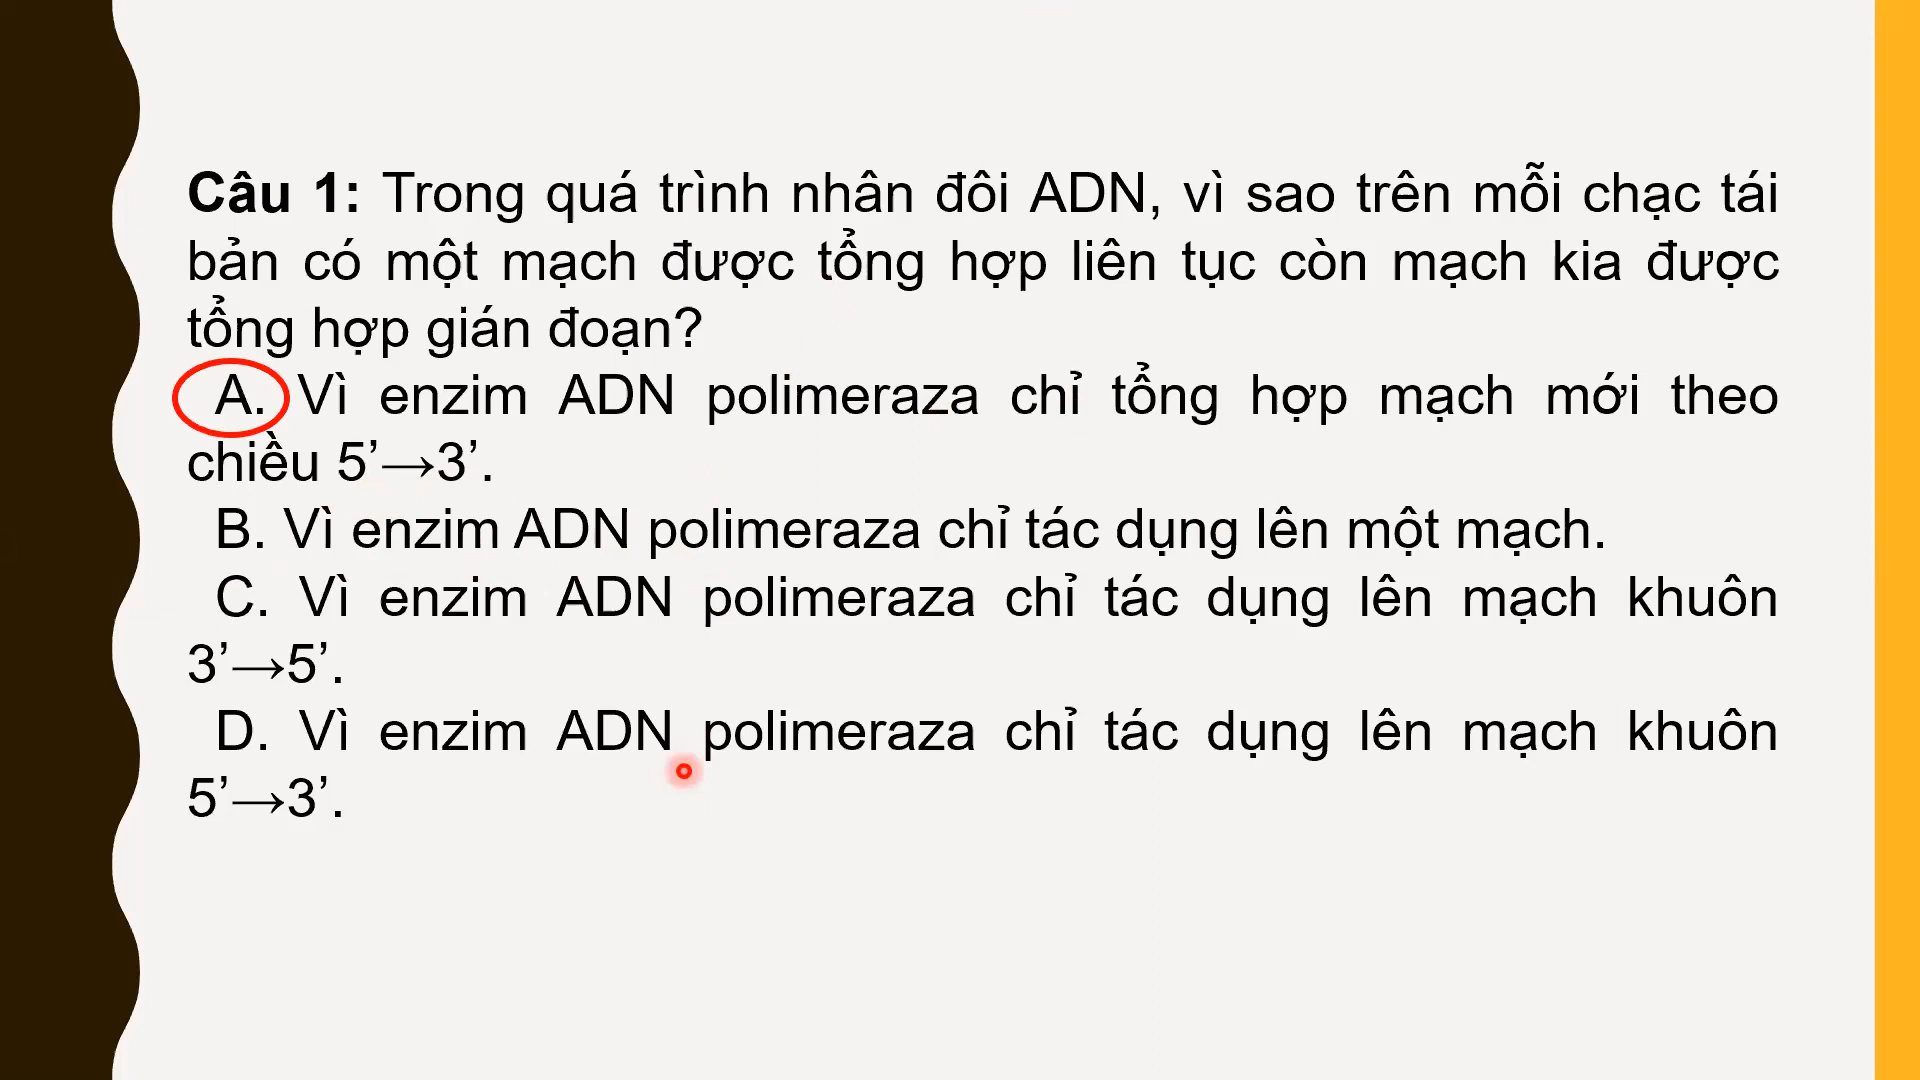 Câu 1: Trong quá trình nhân đôi ADN, vì sao trên mỗi chạc tái
bản có một mạch được tổng hợp liên tục còn mạch kia được
tổng hợp gián đoạn?
A. Vì enzim ADN polimeraza chỉ tổng hợp mạch mới theo
chiều 5’→3’.
B. Vì enzim ADN polimeraza chỉ tác dụng lên một mạch.
C. Vì enzim ADN polimeraza chỉ tác dụng lên mạch khuôn
3’→5’.
D. Vì enzim ADN polimeraza chỉ tác dụng lên mạch khuôn
5’→3’.